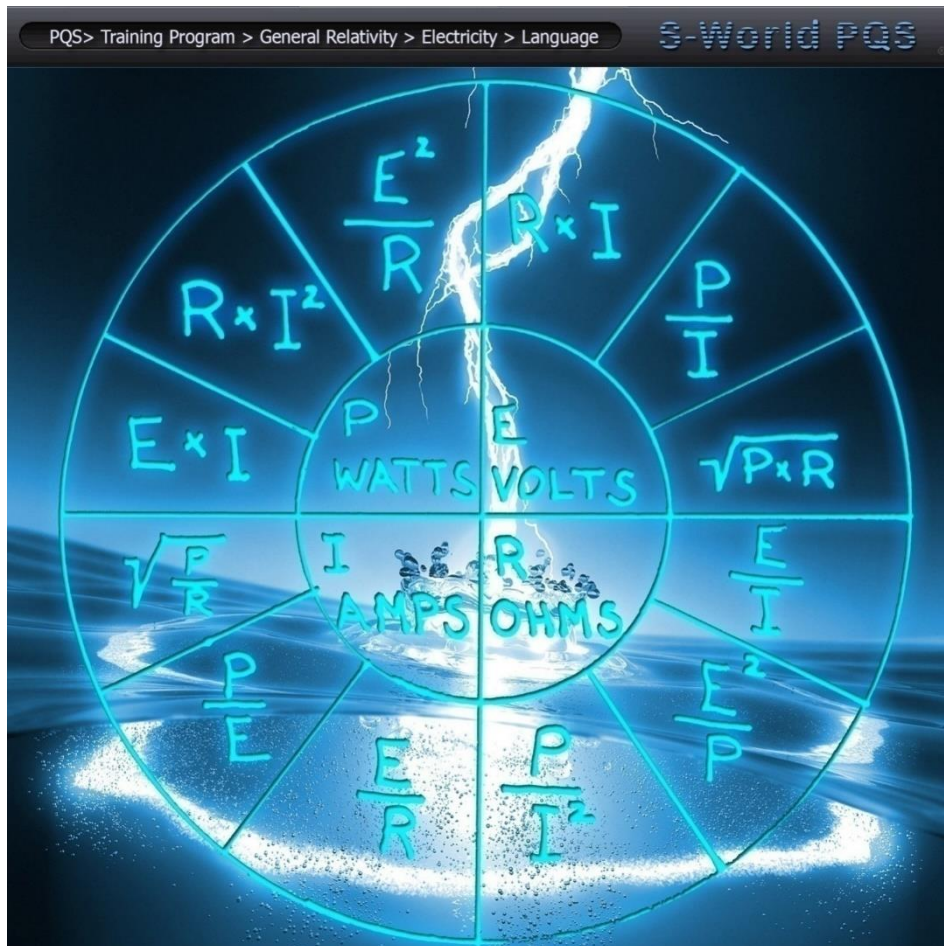 PQS> Training Program > General Relativity > Electricity > Language
S-World PQS
E²/R
R×I
R×I²
P/I
E×I
√P×R
P
WATTS
E
VOLTS
I
AMPS
R
OHMS
√P/R
E/I
P/E
E²/P
E/R
P/I²